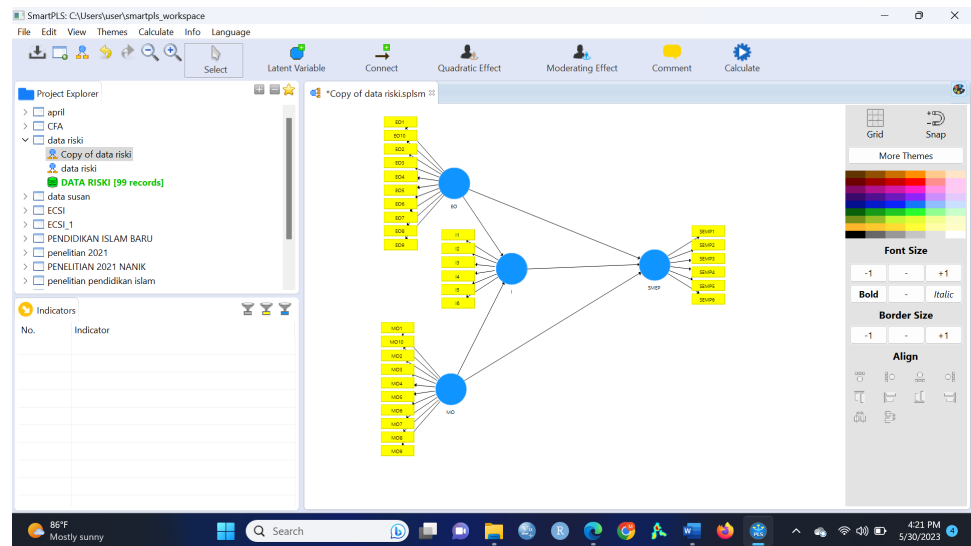 SmartPLS: C:\Users\user\smartpls_workspace
File Edit View Themes Calculate Info Language
Select
Latent Variable
Connect
Quadratic Effect
Moderating Effect
Comment
Calculate
Project Explorer
april
CFA
data riski
Copy of data riski
data riski
DATA RISKI [99 records]
data susan
ECSI
ECSI_1
PENDIDIKAN ISLAM BARU
penelitian 2021
PENELITIAN 2021 NANIK
penelitian pendidikan islam
Indicators
No. Indicator
*Copy of data riski.splsm
EO1
EO10
EO2
EO3
EO4
EO5
EO6
EO7
EO8
EO9
EO
I1
I2
I3
I4
I5
I6
I
MO1
MO10
MO2
MO3
MO4
MO5
MO6
MO7
MO8
MO9
MO
SMEP
SEMP1
SEMP2
SEMP3
SEMP4
SEMP5
SEMP6
Grid Snap
More Themes
Font Size
-1 - +1
Bold - Italic
Border Size
-1 - +1
Align
86°F
Mostly sunny
Search
4:21 PM
5/30/2023
4